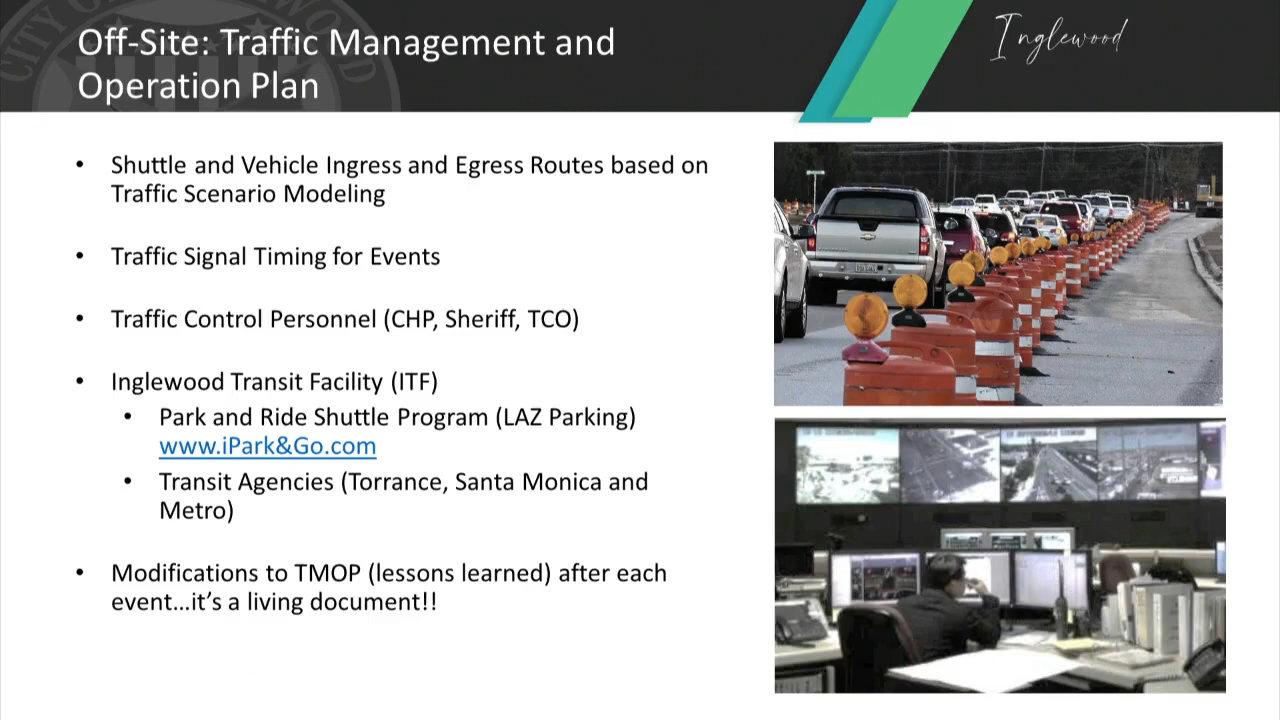 Off-Site: Traffic Management and
Operation Plan
Inglewood
• Shuttle and Vehicle Ingress and Egress Routes based on
Traffic Scenario Modeling
• Traffic Signal Timing for Events
• Traffic Control Personnel (CHP, Sheriff, TCO)
• Inglewood Transit Facility (ITF)
• Park and Ride Shuttle Program (LAZ Parking)
www.iPark&Go.com
• Transit Agencies (Torrance, Santa Monica and
Metro)
• Modifications to TMOP (lessons learned) after each
event...it's a living document!!